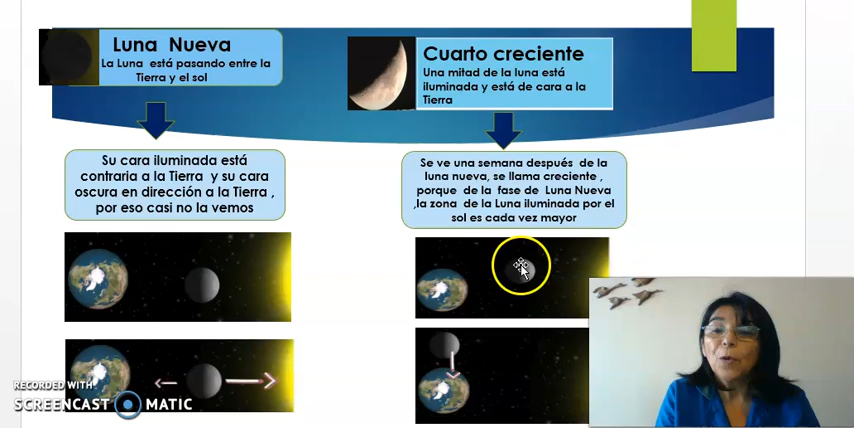 Luna Nueva
La Luna está pasando entre la
Tierra y el sol
Cuarto creciente
Una mitad de la luna está
iluminada y está de cara a la
Tierra
Su cara iluminada está
contraria a la Tierra y su cara
oscura en dirección a la Tierra ,
por eso casi no la vemos
Se ve una semana después de la
luna nueva, se llama creciente ,
porque de la fase de Luna Nueva
,la zona de la Luna iluminada por el
sol es cada vez mayor
RECORDED WITH
SCREENCAST MATIC